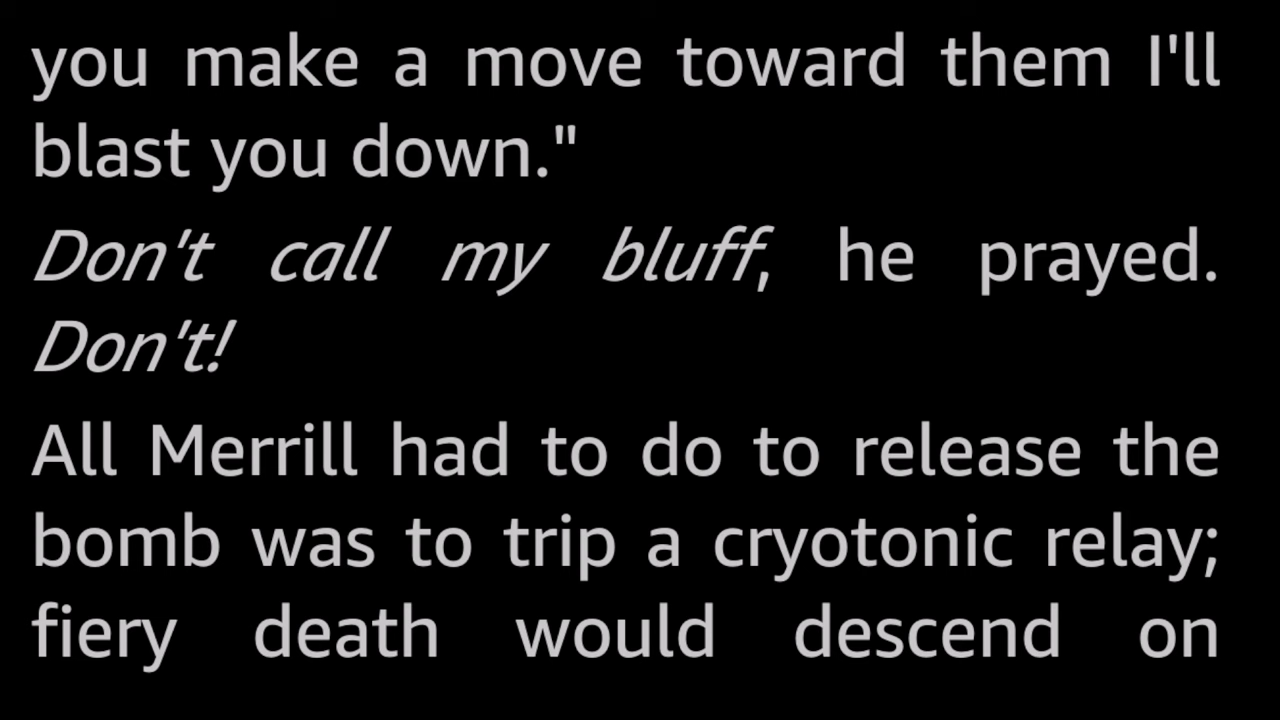 you make a move toward them I'll
blast you down."
Don't call my bluff, he prayed.
Don't!
All Merrill had to do to release the
bomb was to trip a cryotonic relay;
fiery death would descend on